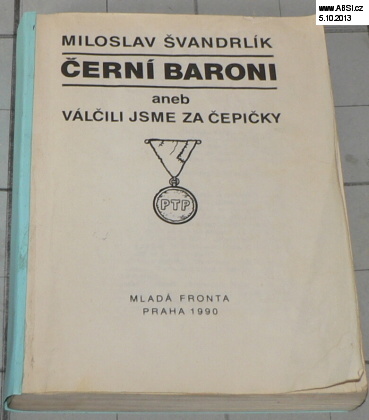 www.ABSi.cz
5.10.2013
MILOSLAV ŠVANDRLÍK
ČERNÍ BARONI
aneb
VÁLČILI JSME ZA ČEPIČKY
PTP
MLADÁ FRONTA
PRAHA 1990